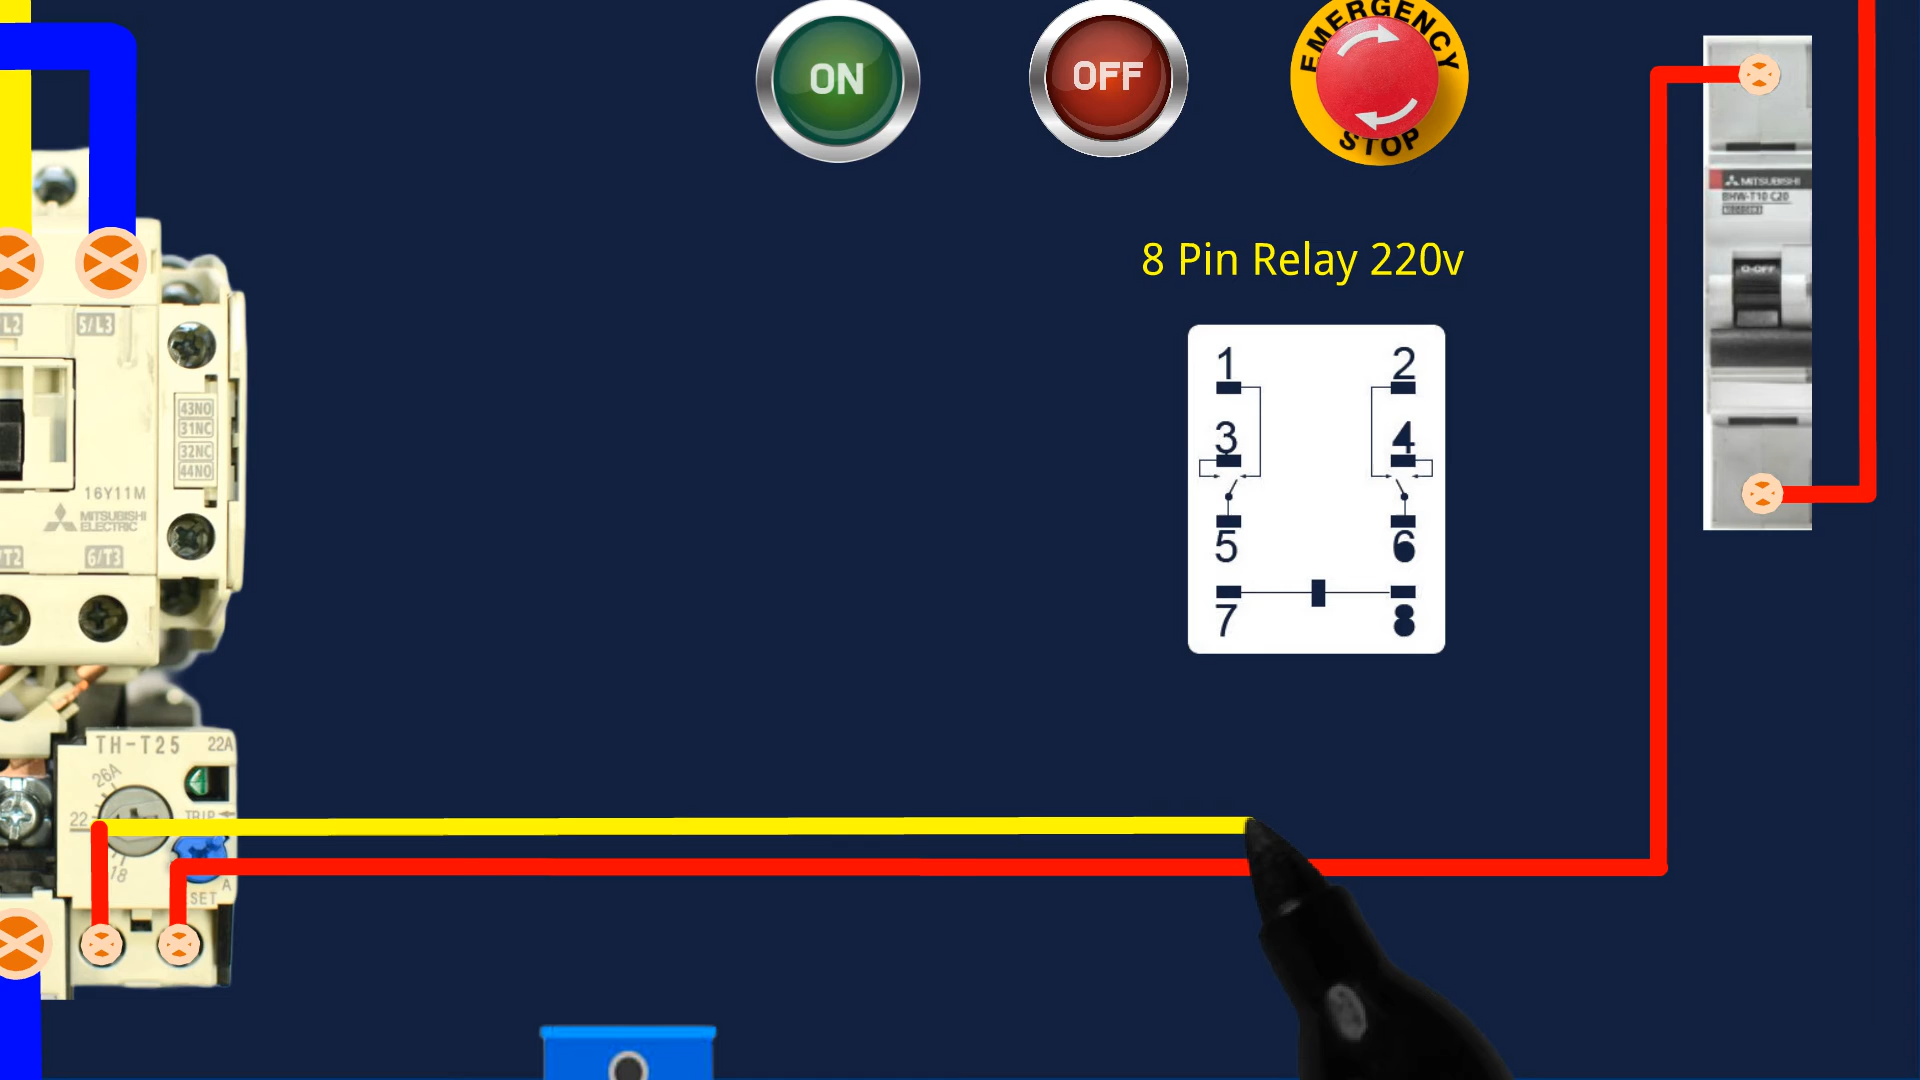 ON
OFF
EMERGENCY
STOP
MITSUBISHI
BHW-T10 C20
O-OFF
8 Pin Relay 220v
1 2
3 4
5 6
7 8
L2 5/L3
43NO
31NC
32NC
44NO
16Y11M
MITSUBISHI
ELECTRIC
/T2 6/T3
TH-T25 22A
26A
22
18
TRIP
A
SET